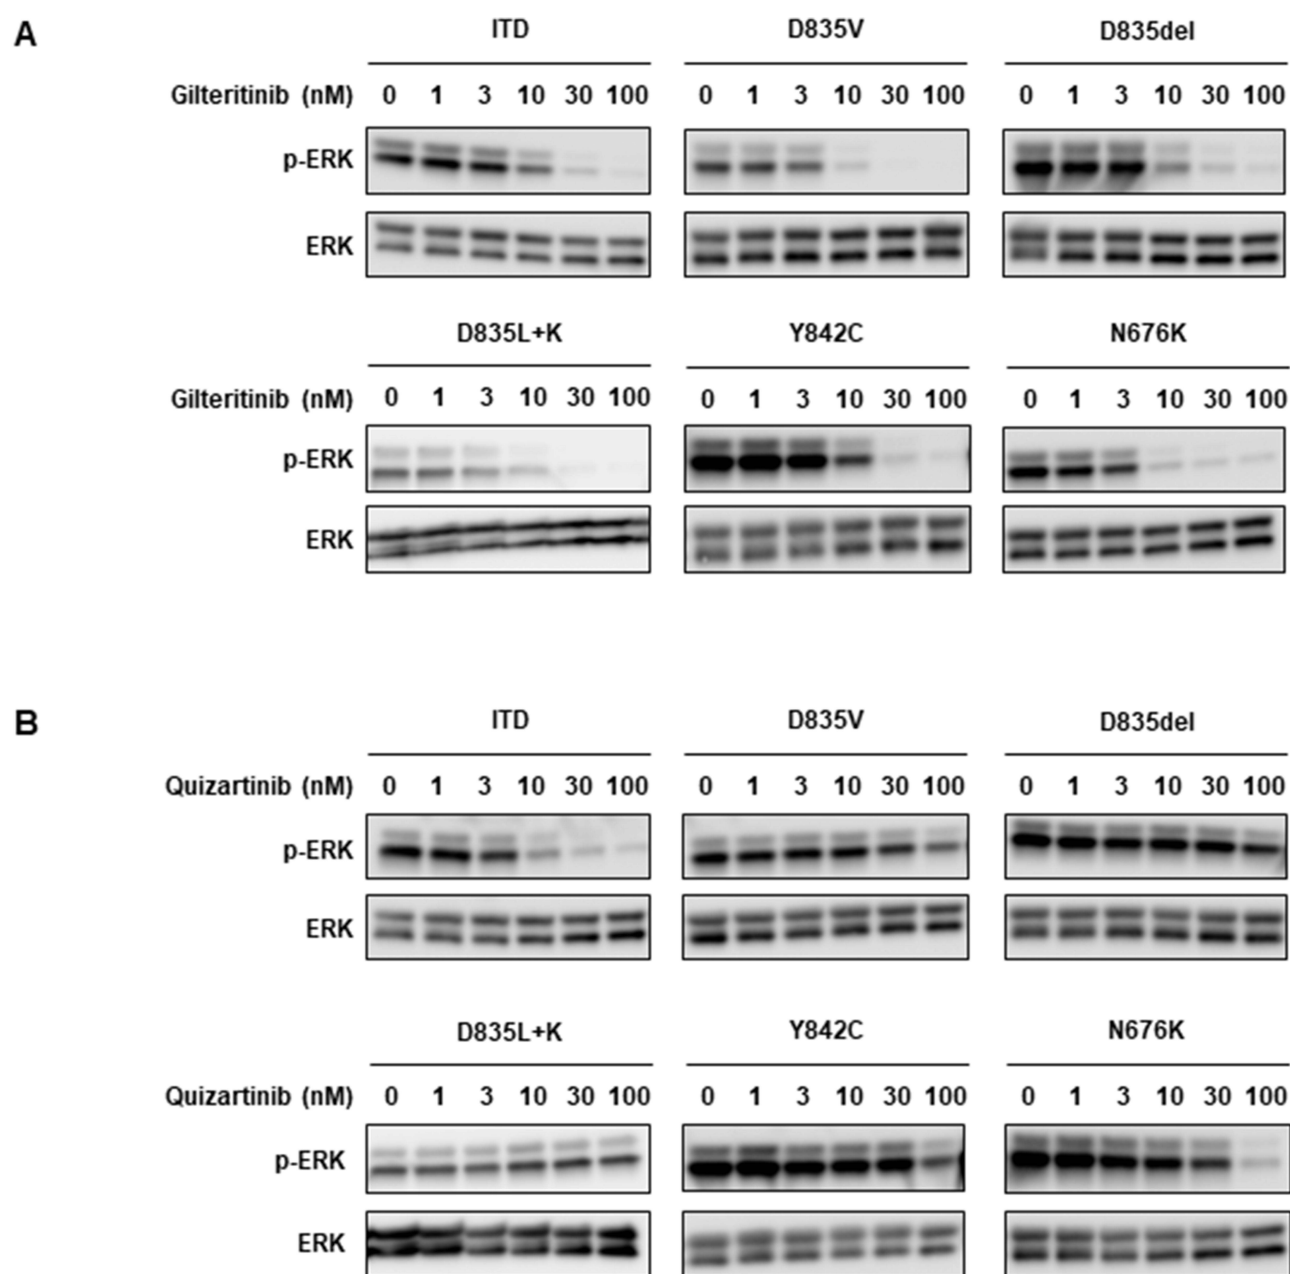 A
ITD D835V D835del
Gilteritinib (nM) 0 1 3 10 30 100 0 1 3 10 30 100 0 1 3 10 30 100
p-ERK
ERK
D835L+K Y842C N676K
Gilteritinib (nM) 0 1 3 10 30 100 0 1 3 10 30 100 0 1 3 10 30 100
p-ERK
ERK
B
ITD D835V D835del
Quizartinib (nM) 0 1 3 10 30 100 0 1 3 10 30 100 0 1 3 10 30 100
p-ERK
ERK
D835L+K Y842C N676K
Quizartinib (nM) 0 1 3 10 30 100 0 1 3 10 30 100 0 1 3 10 30 100
p-ERK
ERK